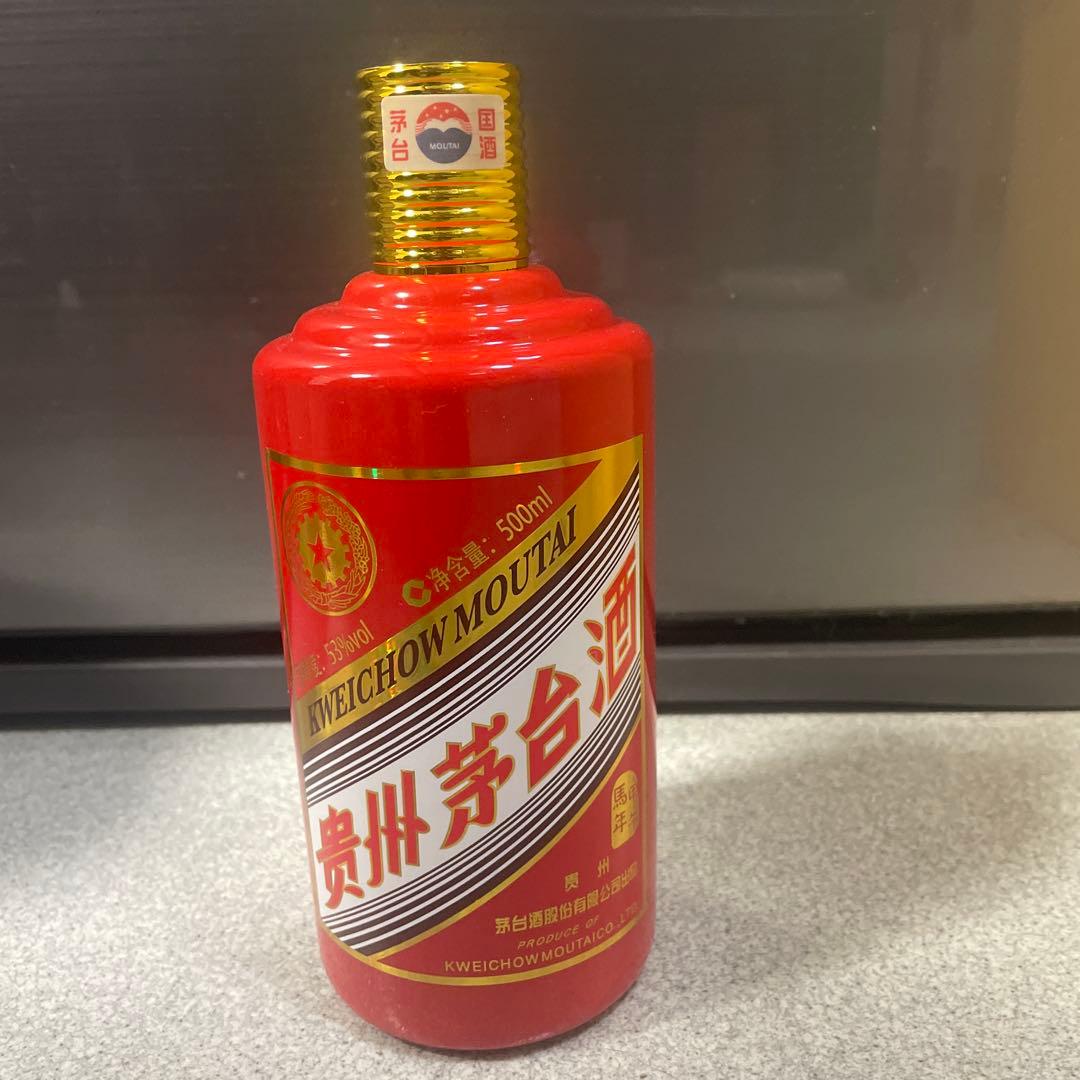 国酒
茅台
MOUTAI
净含量：500ml
53%vol
KWEICHOW MOUTAI
贵州茅台酒
馬年
贵州
茅台酒股份有限公司出品
PRODUCE OF
KWEICHOW MOUTAI CO., LTD.